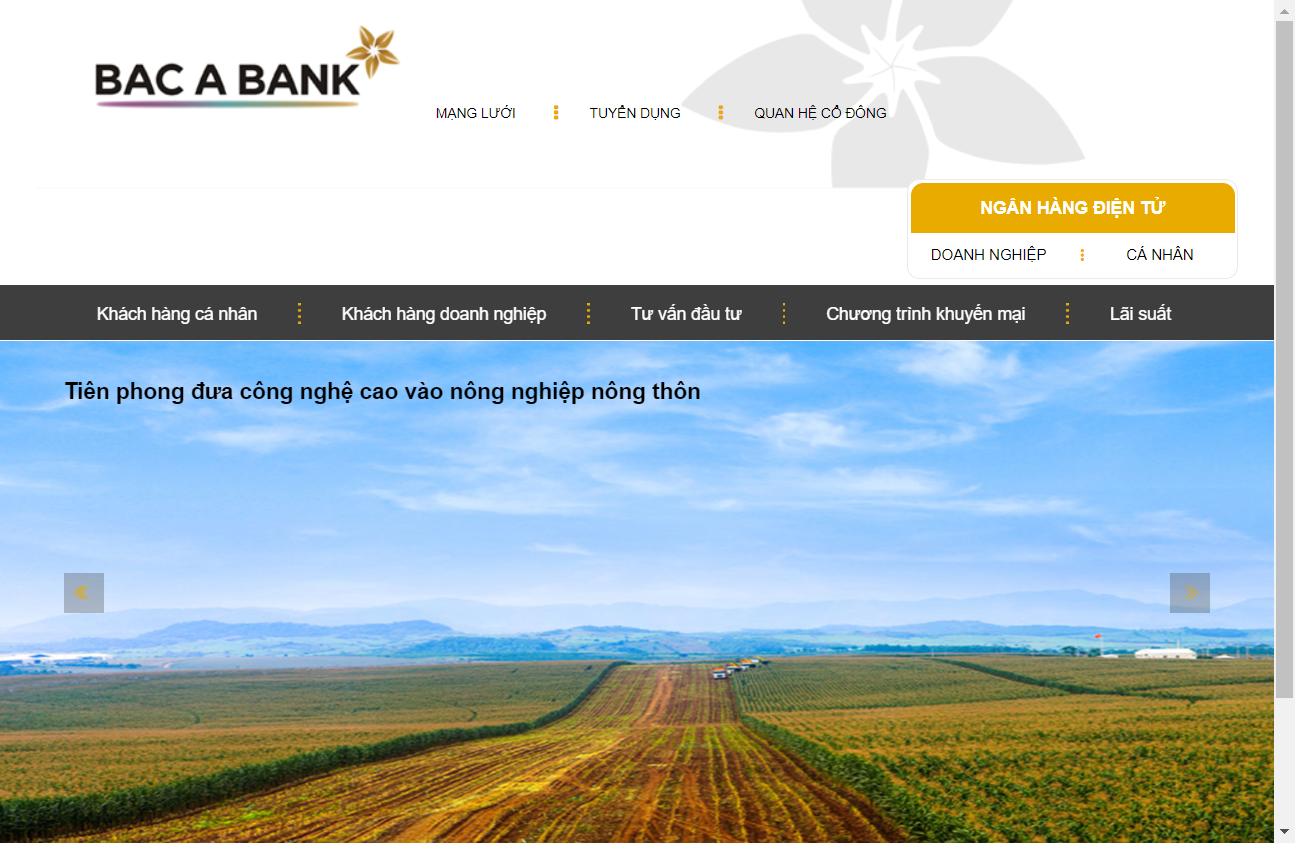 BAC A BANK
MẠNG LƯỚI
TUYỂN DỤNG
QUAN HỆ CỔ ĐÔNG
NGÂN HÀNG ĐIỆN TỬ
DOANH NGHIỆP
CÁ NHÂN
Khách hàng cá nhân
Khách hàng doanh nghiệp
Tư vấn đầu tư
Chương trình khuyến mại
Lãi suất
Tiên phong đưa công nghệ cao vào nông nghiệp nông thôn